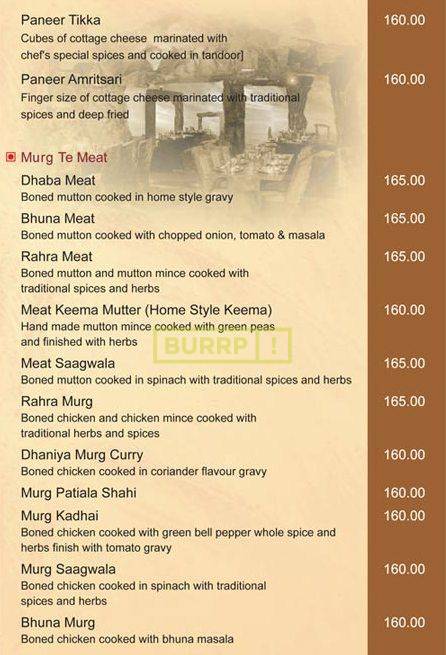 Paneer Tikka 160.00
Cubes of cottage cheese marinated with
chef's special spices and cooked in tandoor]
Paneer Amritsari 160.00
Finger size of cottage cheese marinated with traditional
spices and deep fried
Murg Te Meat
Dhaba Meat 165.00
Boned mutton cooked in home style gravy
Bhuna Meat 165.00
Boned mutton cooked with chopped onion, tomato & masala
Rahra Meat 165.00
Boned mutton and mutton mince cooked with
traditional spices and herbs
Meat Keema Mutter (Home Style Keema) 160.00
Hand made mutton mince cooked with green peas
and finished with herbs
BURRP!
Meat Saagwala 165.00
Boned mutton cooked in spinach with traditional spices and herbs
Rahra Murg 165.00
Boned chicken and chicken mince cooked with
traditional herbs and spices
Dhaniya Murg Curry 160.00
Boned chicken cooked in coriander flavour gravy
Murg Patiala Shahi 160.00
Murg Kadhai 160.00
Boned chicken cooked with green bell pepper whole spice and
herbs finish with tomato gravy
Murg Saagwala 160.00
Boned chicken cooked in spinach with traditional
spices and herbs
Bhuna Murg 160.00
Boned chicken cooked with bhuna masala